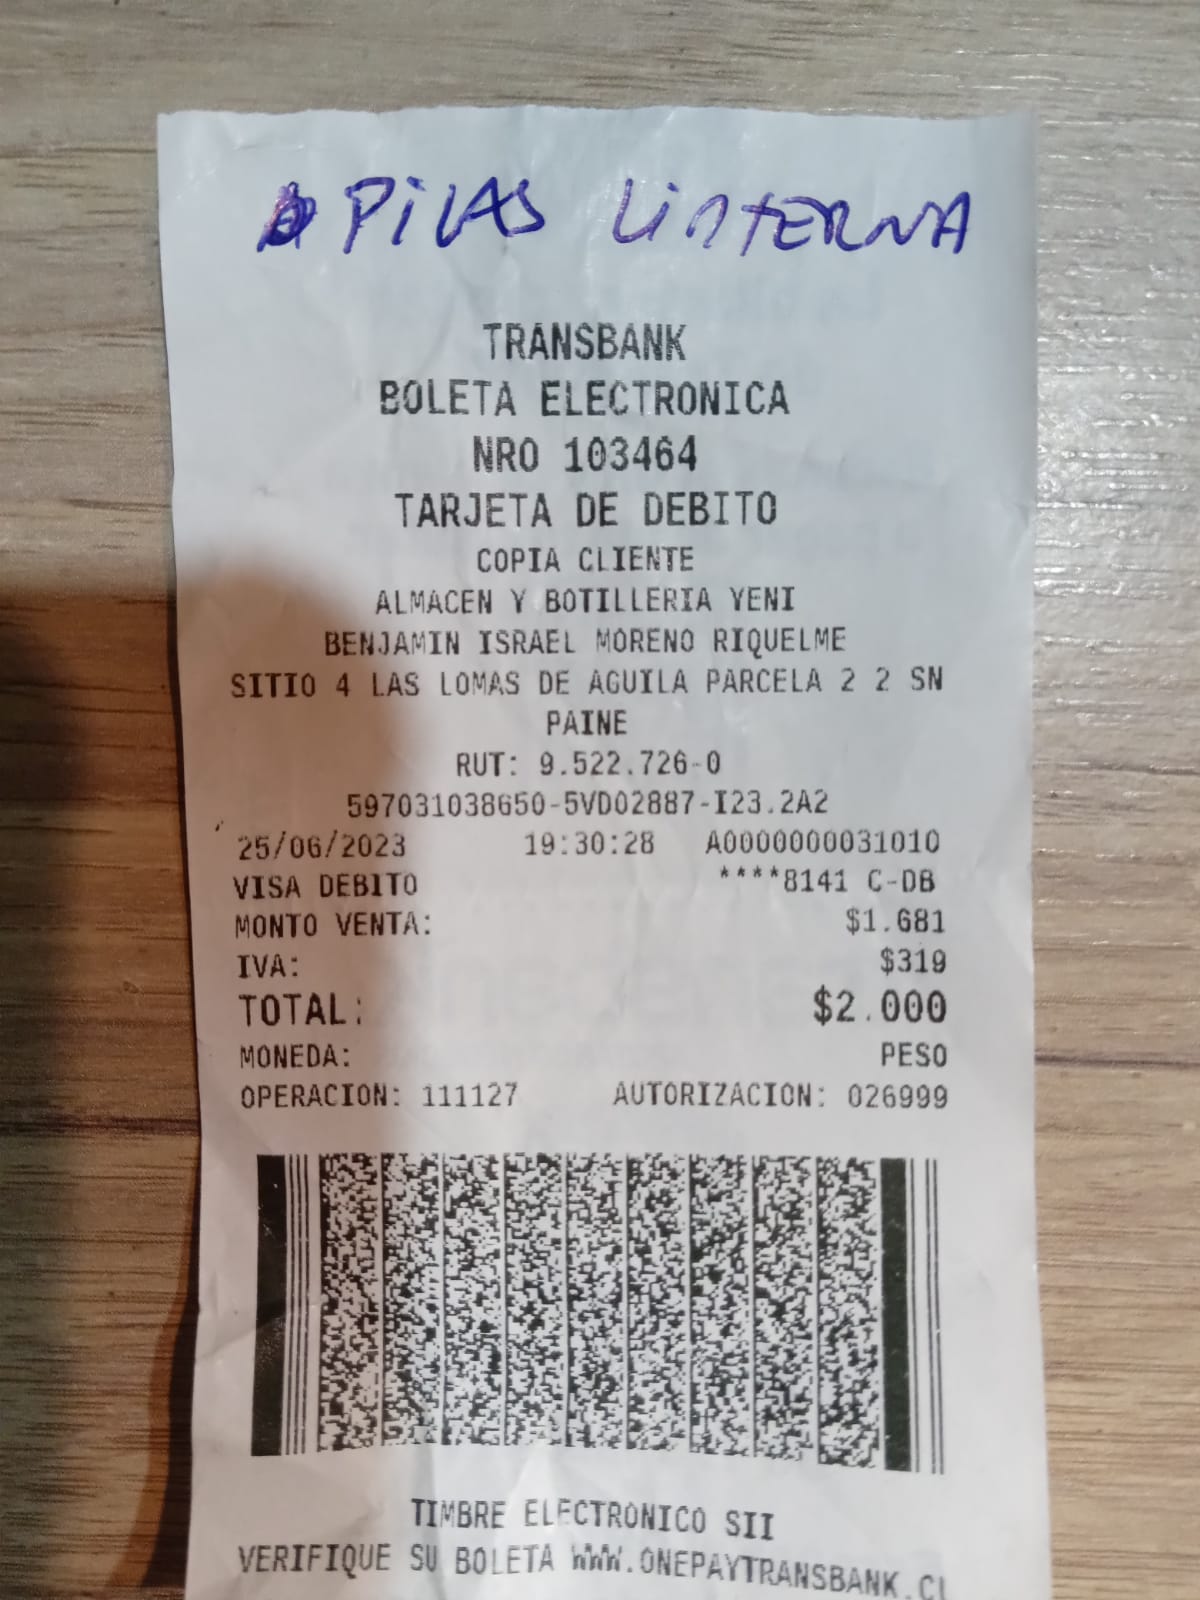 PILAS LINTERNA
TRANSBANK
BOLETA ELECTRONICA
NRO 103464
TARJETA DE DEBITO
COPIA CLIENTE
ALMACEN Y BOTILLERIA YENI
BENJAMIN ISRAEL MORENO RIQUELME
SITIO 4 LAS LOMAS DE AGUILA PARCELA 2 2 SN
PAINE
RUT: 9.522.726-0
597031038650-5VD02887-I23.2A2
25/06/2023 19:30:28 A0000000031010
VISA DEBITO ****8141 C-DB
MONTO VENTA: $1.681
IVA: $319
TOTAL: $2.000
MONEDA: PESO
OPERACION: 111127 AUTORIZACION: 026999
TIMBRE ELECTRONICO SII
VERIFIQUE SU BOLETA WWW.ONEPAYTRANSBANK.CL